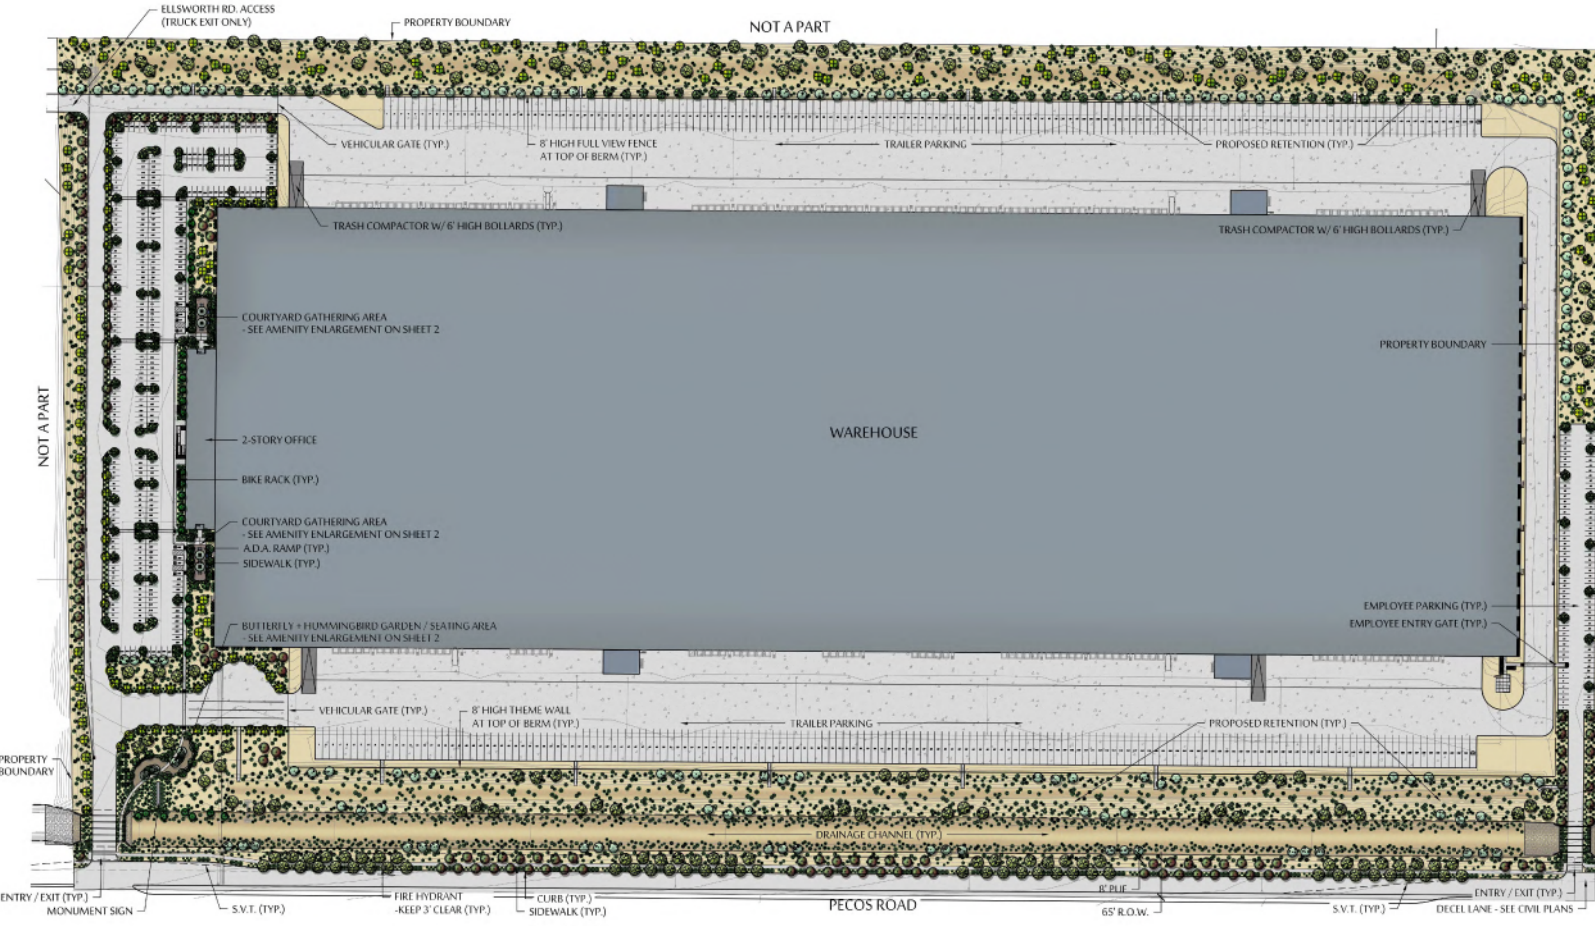 ELLSWORTH RD. ACCESS
(TRUCK EXIT ONLY)
PROPERTY BOUNDARY
NOT A PART
VEHICULAR GATE (TYP.)
8' HIGH FULL VIEW FENCE
AT TOP OF BERM (TYP.)
TRAILER PARKING
PROPOSED RETENTION (TYP.)
TRASH COMPACTOR W/ 6' HIGH BOLLARDS (TYP.)
TRASH COMPACTOR W/ 6' HIGH BOLLARDS (TYP.)
COURTYARD GATHERING AREA
- SEE AMENITY ENLARGEMENT ON SHEET 2
PROPERTY BOUNDARY
NOT A PART
2-STORY OFFICE
WAREHOUSE
BIKE RACK (TYP.)
COURTYARD GATHERING AREA
- SEE AMENITY ENLARGEMENT ON SHEET 2
A.D.A. RAMP (TYP.)
SIDEWALK (TYP.)
EMPLOYEE PARKING (TYP.)
EMPLOYEE ENTRY GATE (TYP.)
BUTTERFLY + HUMMINGBIRD GARDEN / SEATING AREA
- SEE AMENITY ENLARGEMENT ON SHEET 2
VEHICULAR GATE (TYP.)
8' HIGH THEME WALL
AT TOP OF BERM (TYP.)
TRAILER PARKING
PROPOSED RETENTION (TYP.)
PROPERTY
BOUNDARY
DRAINAGE CHANNEL (TYP.)
ENTRY / EXIT (TYP.)
MONUMENT SIGN
S.V.T. (TYP.)
FIRE HYDRANT
-KEEP 3' CLEAR (TYP.)
CURB (TYP.)
SIDEWALK (TYP.)
PECOS ROAD
8' PUE
65' R.O.W.
S.V.T. (TYP.)
ENTRY / EXIT (TYP.)
DECEL LANE - SEE CIVIL PLANS